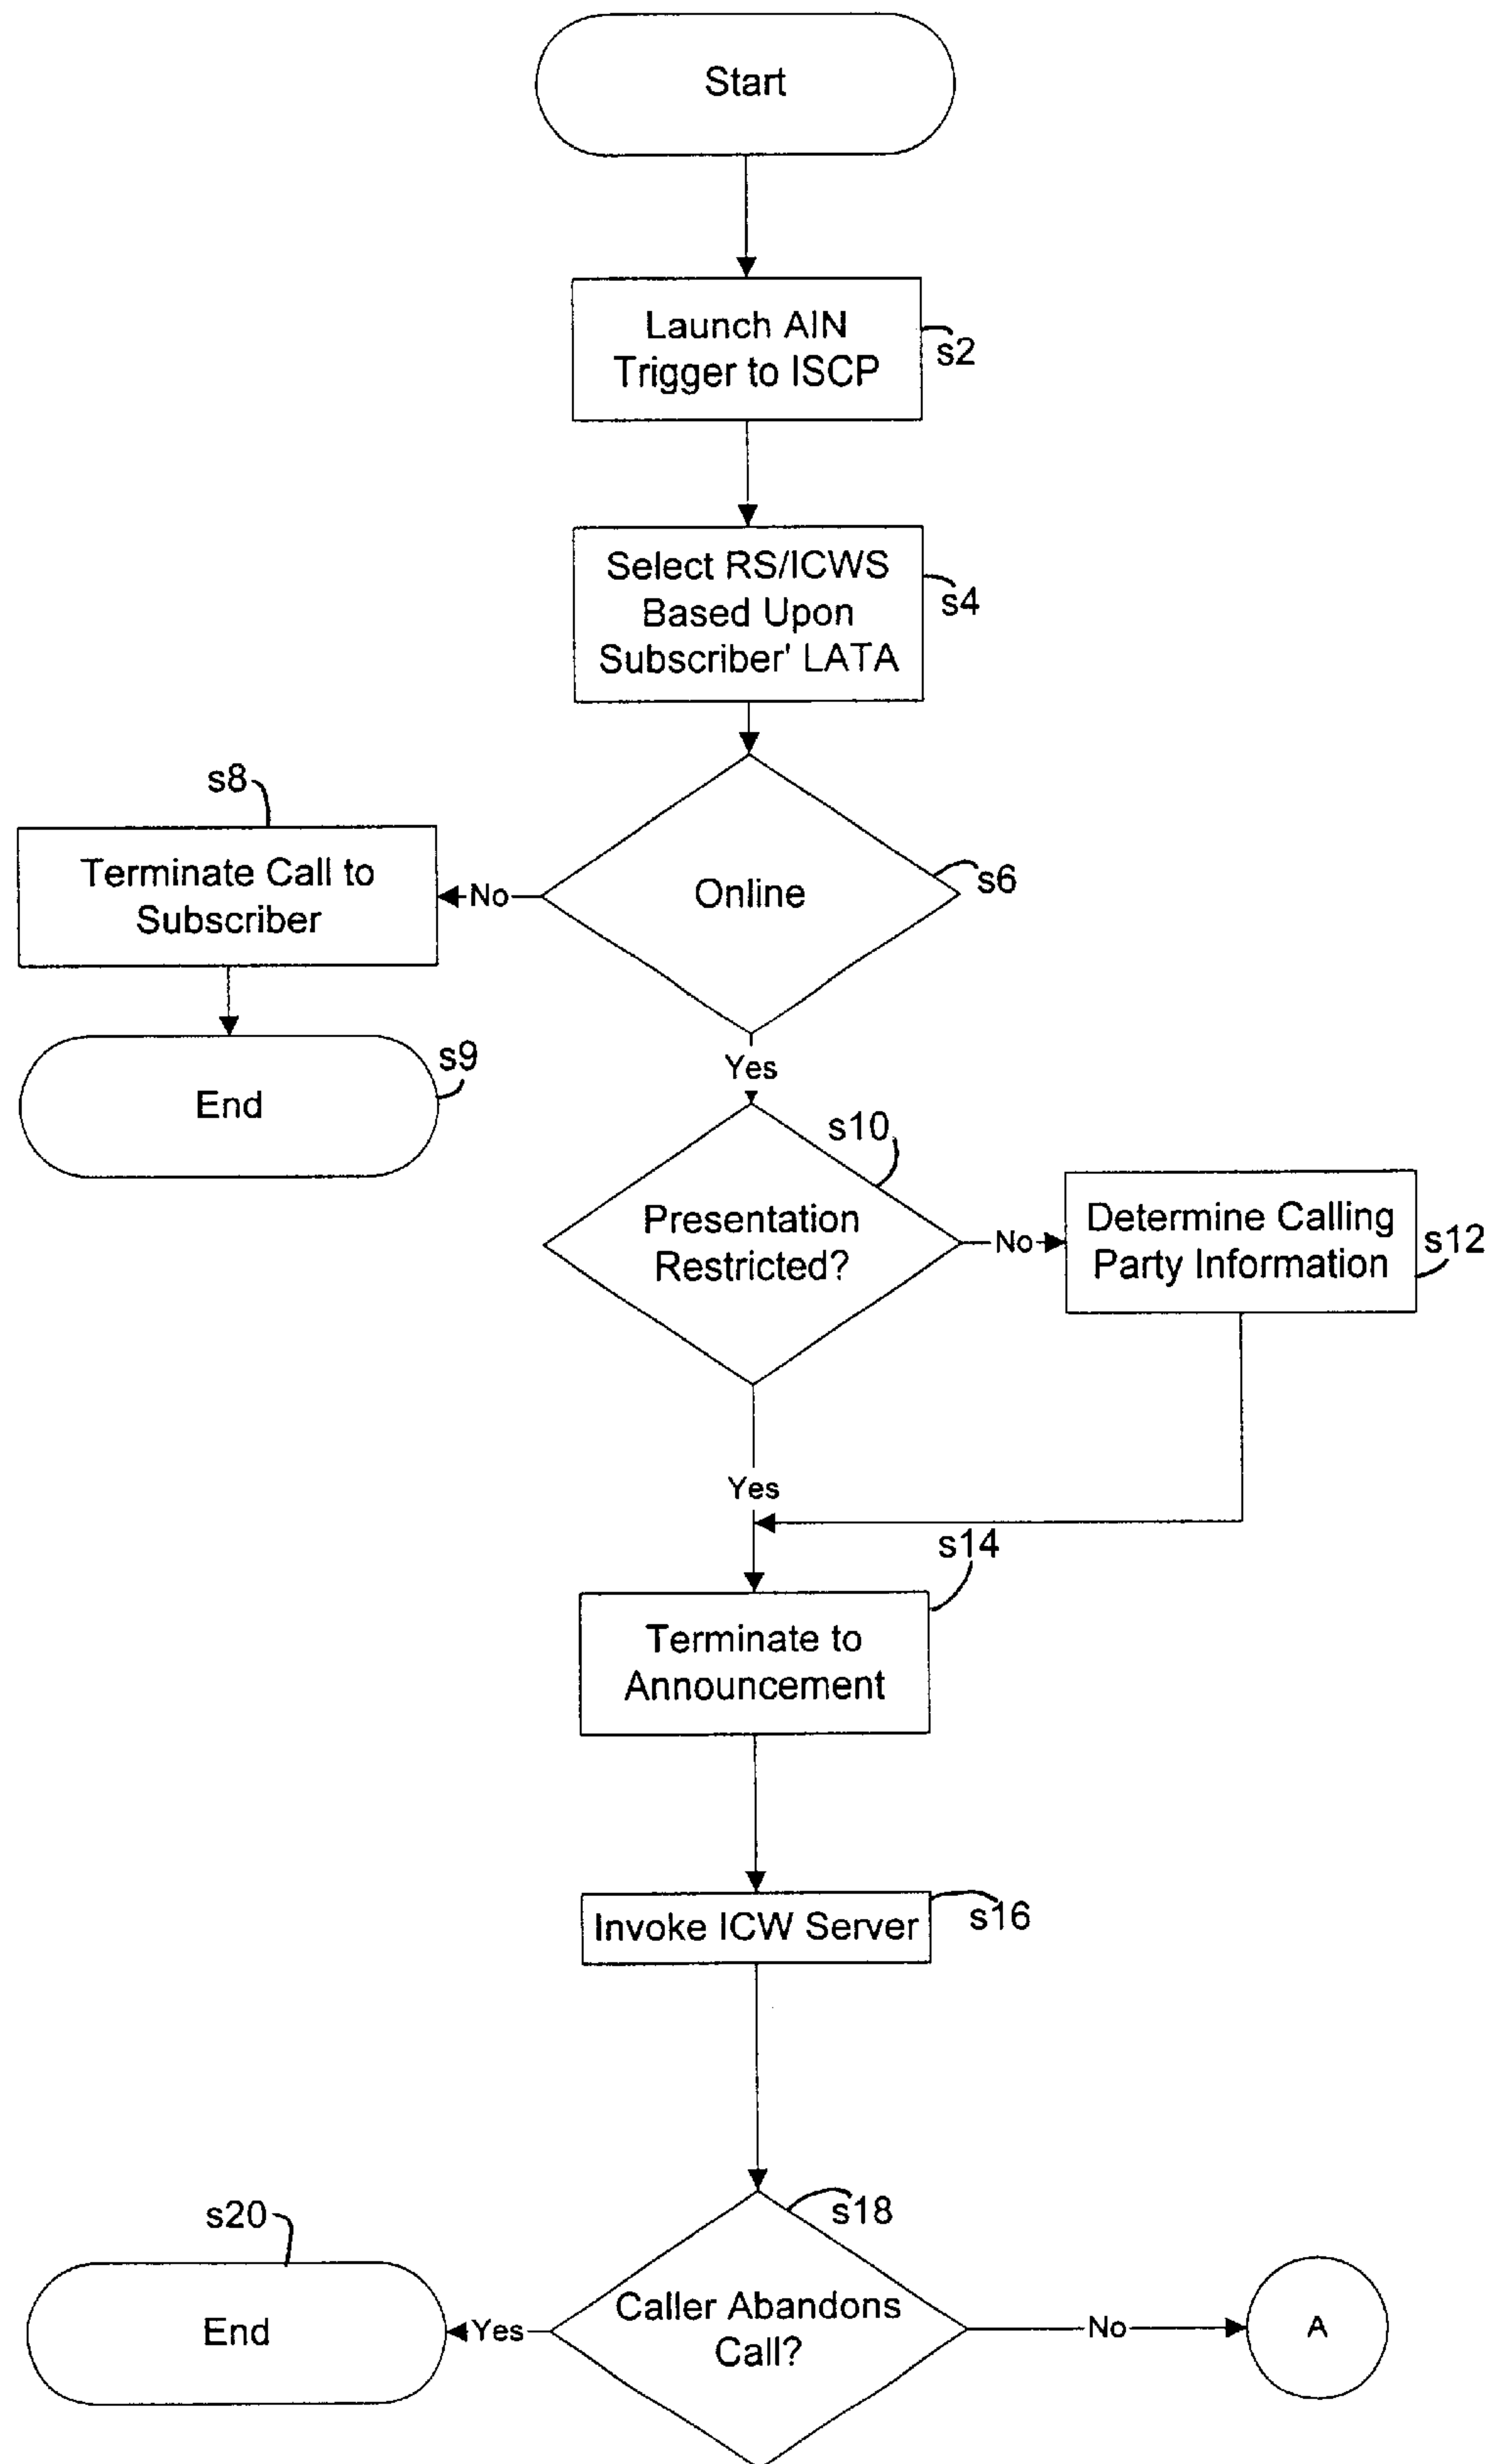 Start
Launch AIN
Trigger to ISCP
s2
Select RS/ICWS
Based Upon
Subscriber' LATA
s4
s8
Terminate Call to
Subscriber
No
Online
s6
End
s9
Yes
s10
Presentation
Restricted?
No
Determine Calling
Party Information
s12
Yes
s14
Terminate to
Announcement
Invoke ICW Server
s16
s20
End
Yes
Caller Abandons
Call?
s18
No
A